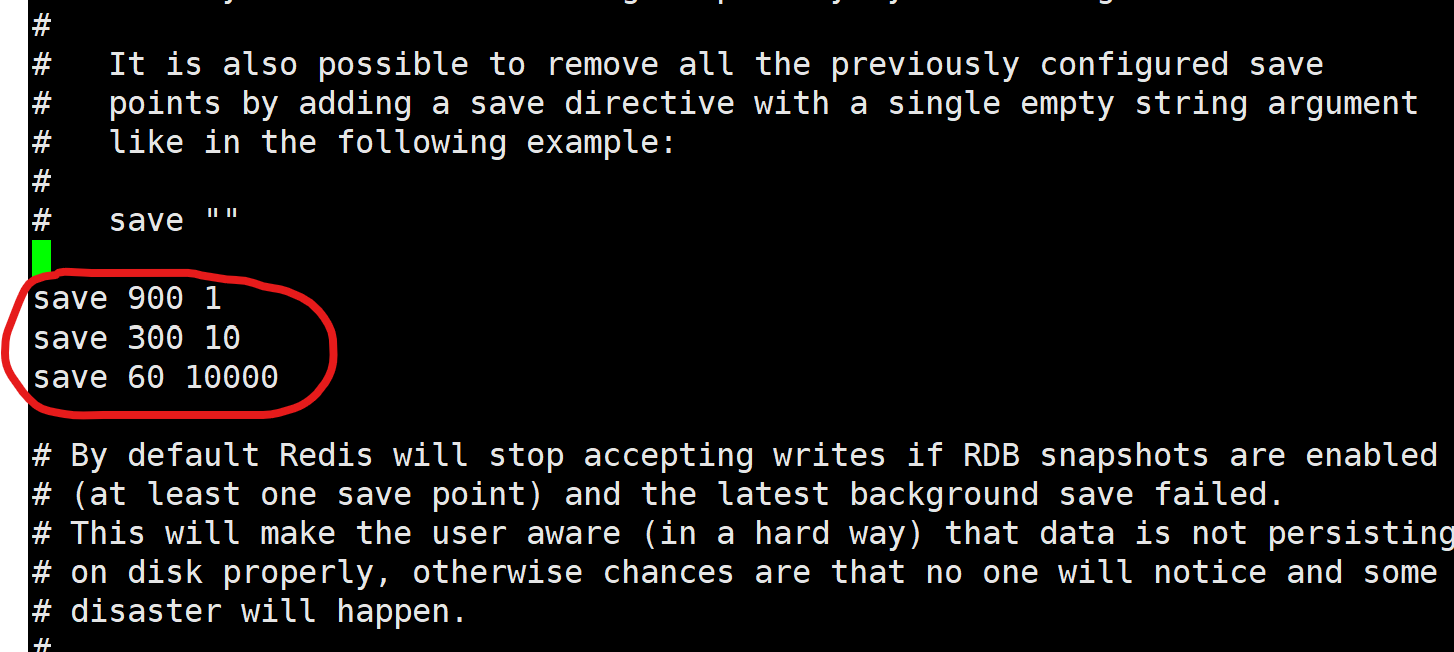 #
#   It is also possible to remove all the previously configured save
#   points by adding a save directive with a single empty string argument
#   like in the following example:
#
#   save ""
save 900 1
save 300 10
save 60 10000
# By default Redis will stop accepting writes if RDB snapshots are enabled
# (at least one save point) and the latest background save failed.
# This will make the user aware (in a hard way) that data is not persisting
# on disk properly, otherwise chances are that no one will notice and some
# disaster will happen.
#